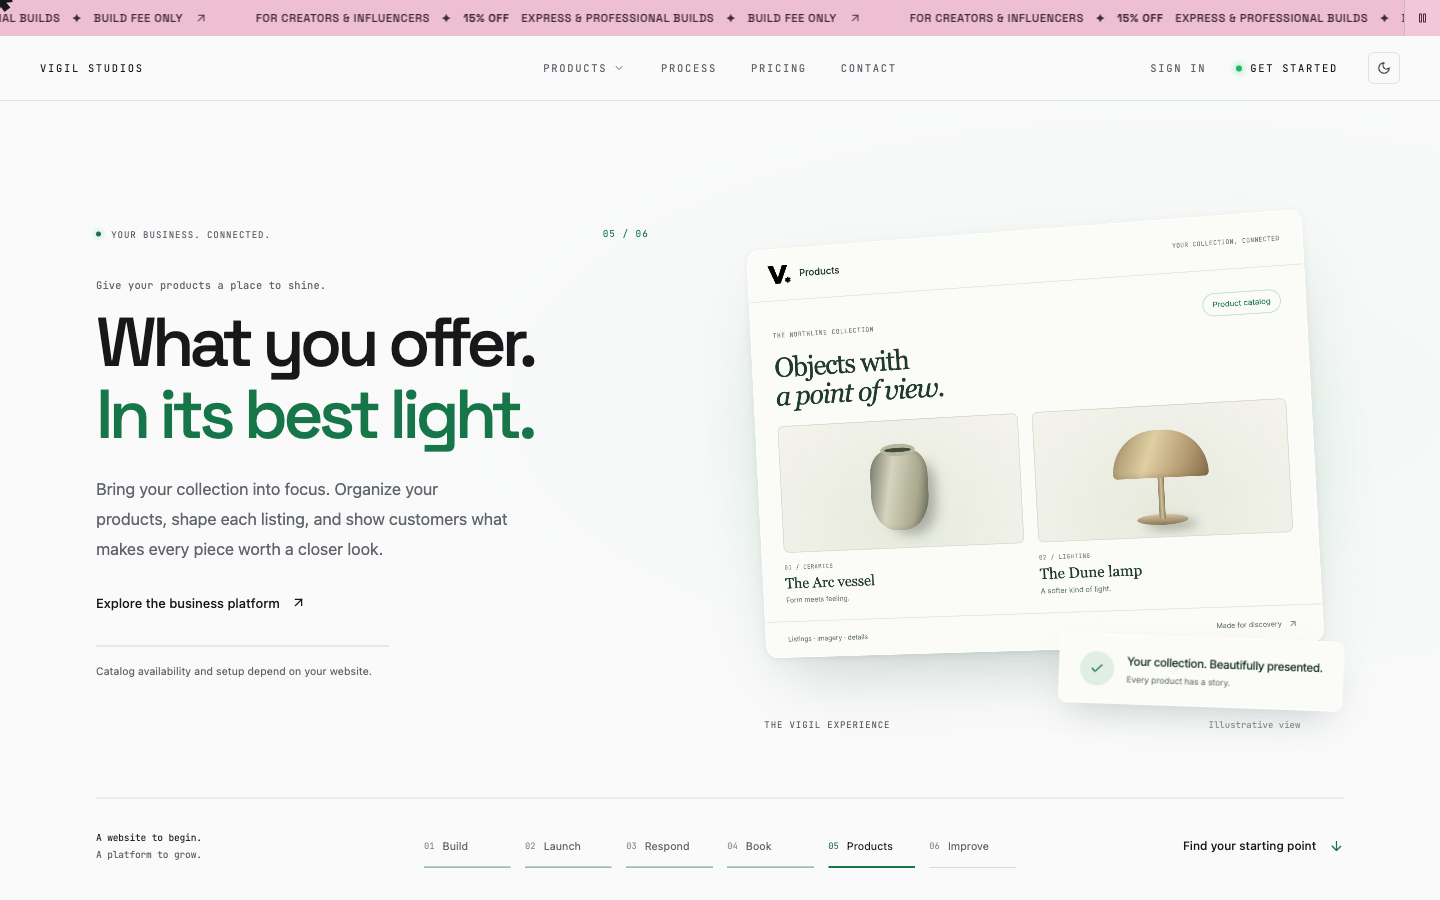 AL BUILDS ✦ BUILD FEE ONLY ↗ FOR CREATORS & INFLUENCERS ✦ 15% OFF EXPRESS & PROFESSIONAL BUILDS ✦ BUILD FEE ONLY ↗ FOR CREATORS & INFLUENCERS ✦ 15% OFF EXPRESS & PROFESSIONAL BUILDS ✦
VIGIL STUDIOS
PRODUCTS PROCESS PRICING CONTACT
SIGN IN GET STARTED
YOUR BUSINESS. CONNECTED.
05 / 06
Give your products a place to shine.
What you offer.
In its best light.
Bring your collection into focus. Organize your
products, shape each listing, and show customers what
makes every piece worth a closer look.
Explore the business platform ↗
Catalog availability and setup depend on your website.
V. Products
YOUR COLLECTION, CONNECTED
Product catalog
THE NORTHLINE COLLECTION
Objects with
a point of view.
01 / CERAMICS
The Arc vessel
Form meets feeling.
02 / LIGHTING
The Dune lamp
A softer kind of light.
Listings · imagery · details
Made for discovery ↗
Your collection. Beautifully presented.
Every product has a story.
THE VIGIL EXPERIENCE
Illustrative view
A website to begin.
A platform to grow.
01 Build
02 Launch
03 Respond
04 Book
05 Products
06 Improve
Find your starting point ↓